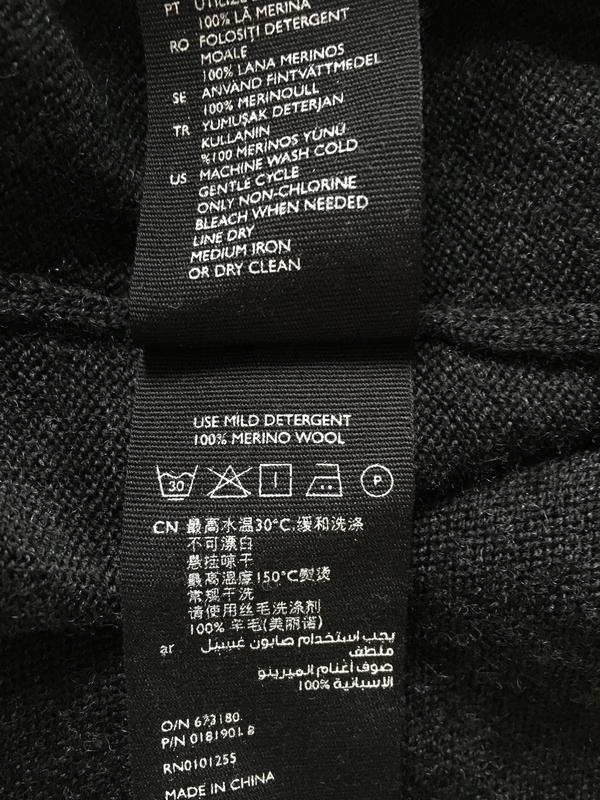 PT
100% LÃ MERINA
RO FOLOSIȚI DETERGENT
MOALE
100% LANA MERINOS
SE ANVÄND FINTVÄTTMEDEL
100% MERINOULL
TR YUMUŞAK DETERJAN
KULLANIN
%100 MERINOS YÜNÜ
US MACHINE WASH COLD
GENTLE CYCLE
ONLY NON-CHLORINE
BLEACH WHEN NEEDED
LINE DRY
MEDIUM IRON
OR DRY CLEAN
USE MILD DETERGENT
100% MERINO WOOL
30 P
CN 最高水温30°C.缓和洗涤
不可漂白
悬挂晾干
最高温度150°C熨烫
常规干洗
请使用丝毛洗涤剂
100% 羊毛(美丽诺)
ar يجب استخدام صابون غسيل
منطف
صوف أغنام الميرينو
الإسبانية 100%
O/N 673180.
P/N 0181901.8
RN0101255
MADE IN CHINA